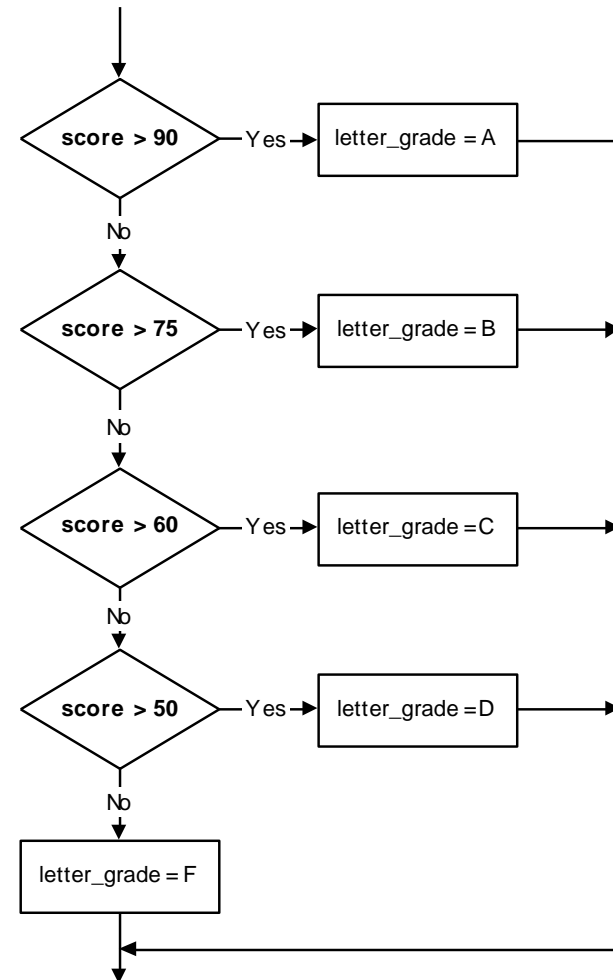 score > 90
Yes
letter_grade = A
No
score > 75
Yes
letter_grade = B
No
score > 60
Yes
letter_grade = C
No
score > 50
Yes
letter_grade = D
No
letter_grade = F